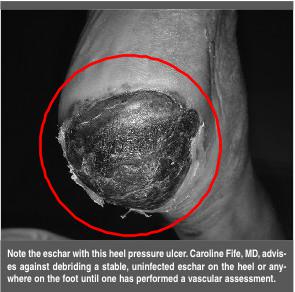 Note the eschar with this heel pressure ulcer. Caroline Fife, MD, advis-
es against debriding a stable, uninfected eschar on the heel or any-
where on the foot until one has performed a vascular assessment.